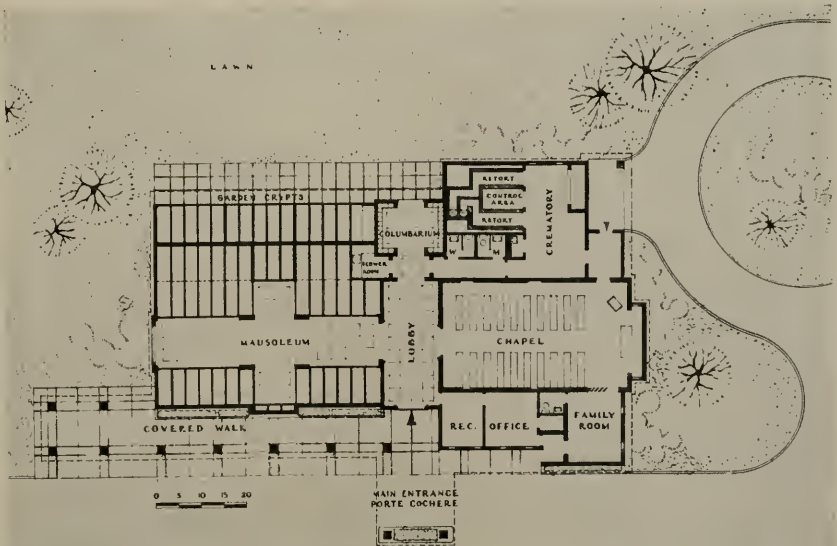 LAWN
GARDEN CRYPTS
COLUMBARIUM
RETORT
CONTROL
AREA
RETORT
CREMATORY
W
M
FLOWER
ROOM
MAUSOLEUM
LOBBY
CHAPEL
REC.
OFFICE
FAMILY
ROOM
COVERED WALK
0 5 10 15 20
MAIN ENTRANCE
PORTE COCHERE